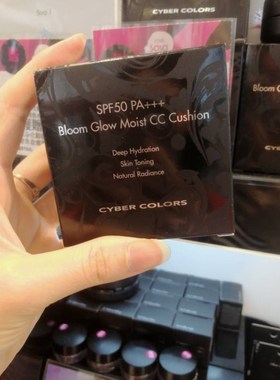 CYBER COLORS
SPF50 PA+++
Bloom Glow Moist CC Cushion
Deep Hydration
Skin Toning
Natural Radiance
CYBER COLORS